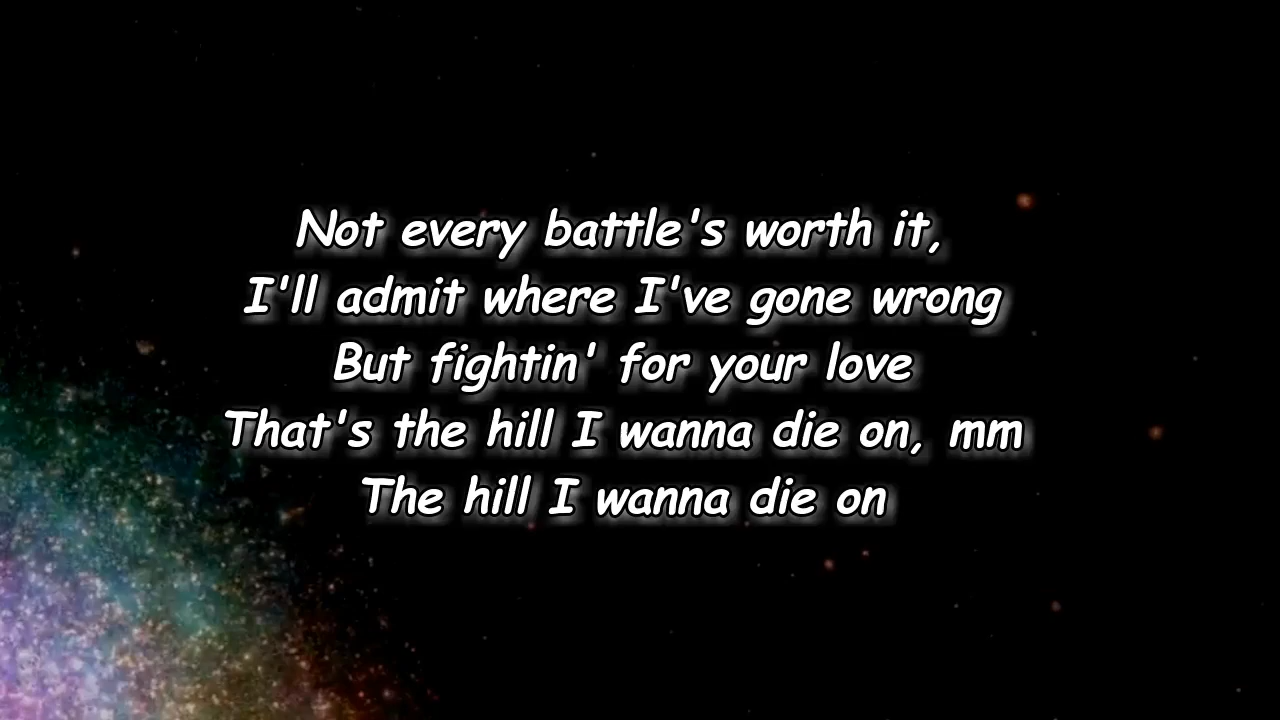 Not every battle's worth it,
I'll admit where I've gone wrong
But fightin' for your love
That's the hill I wanna die on, mm
The hill I wanna die on